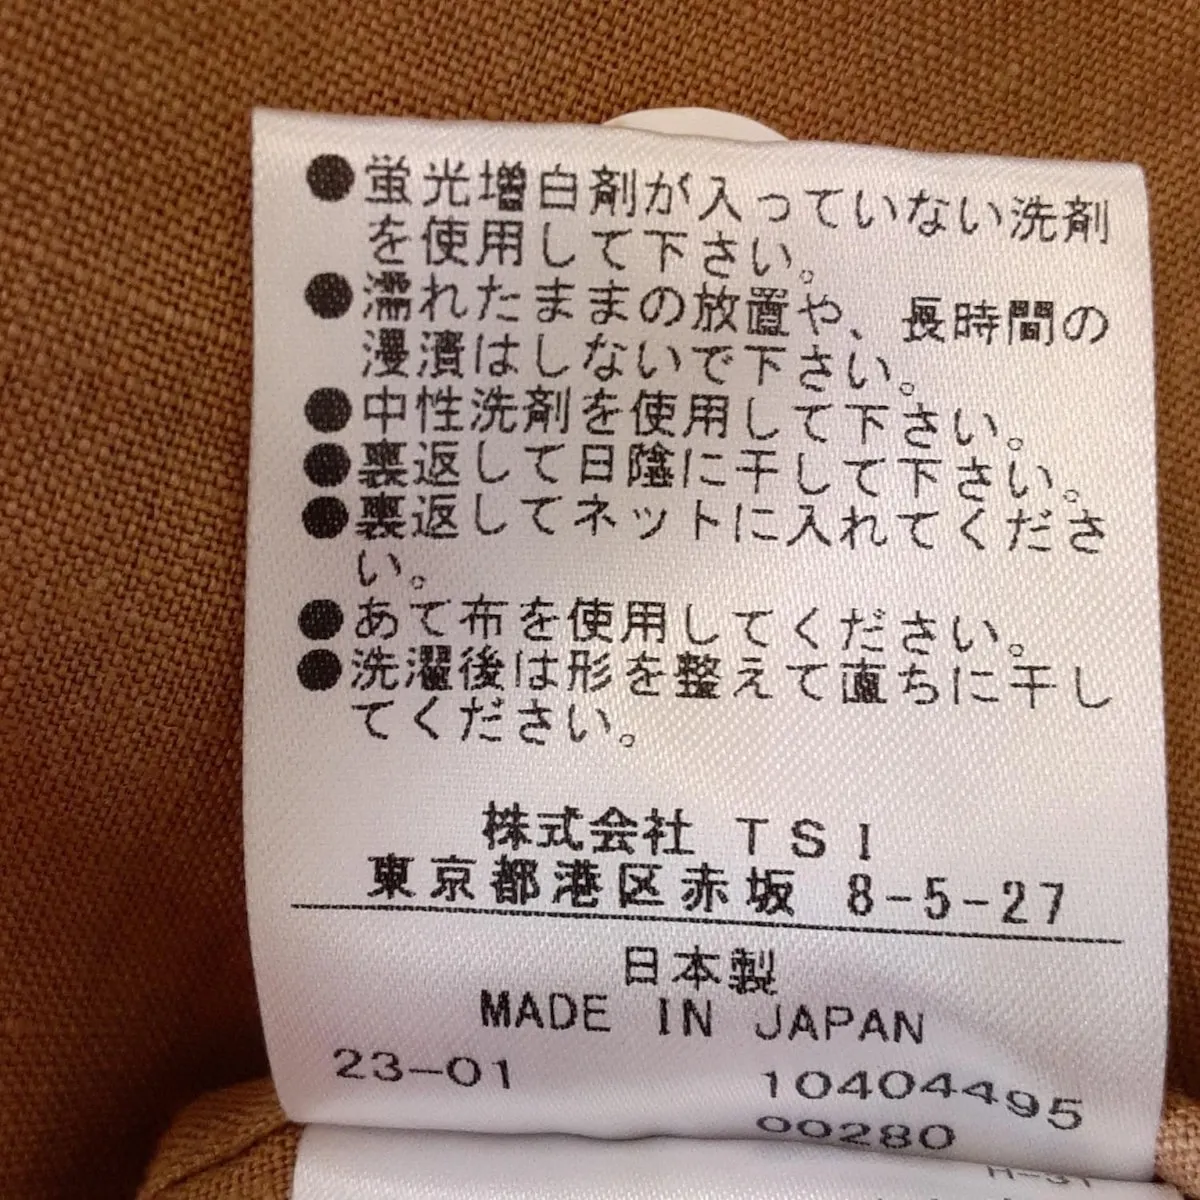 ●蛍光増白剤が入っていない洗剤
を使用して下さい。
●濡れたままの放置や、長時間の
浸漬はしないで下さい。
●中性洗剤を使用して下さい。
●裏返して日陰に干して下さい。
●裏返してネットに入れてくださ
い。
●あて布を使用してください。
●洗濯後は形を整えて直ちに干し
てください。
株式会社 TSI
東京都港区赤坂 8-5-27
日本製
MADE IN JAPAN
23-01 10404495
00280